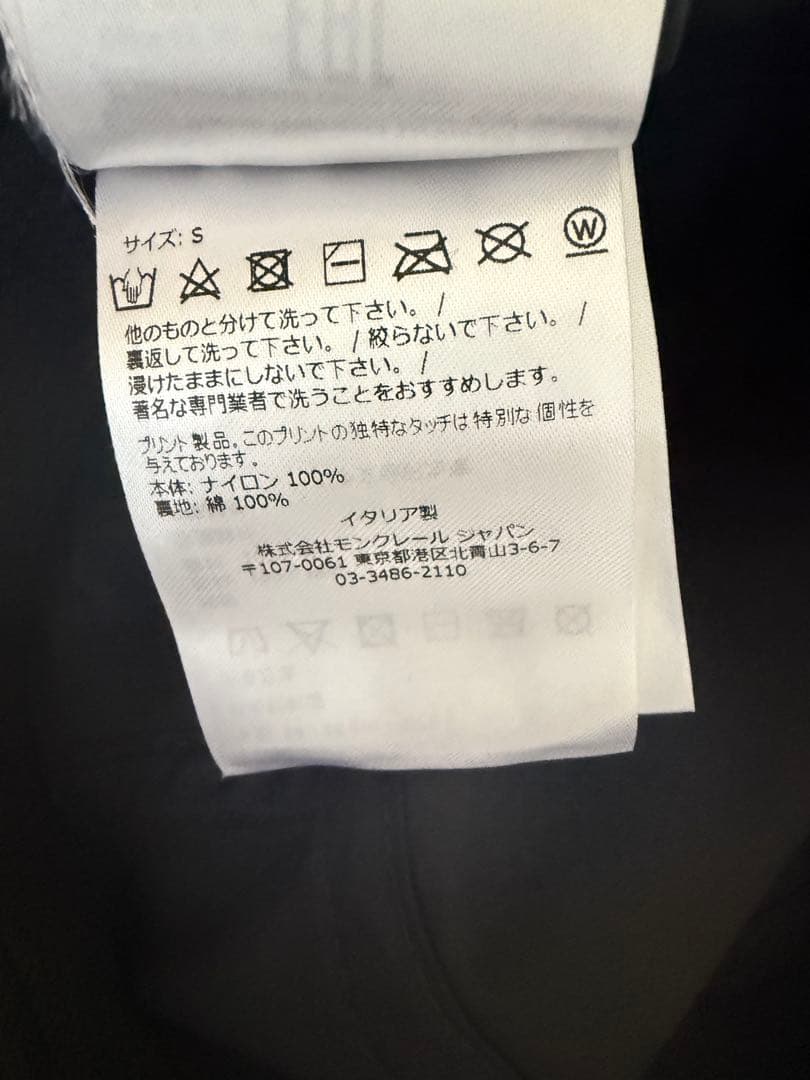 サイズ: S
W
他のものと分けて洗って下さい。 /
裏返して洗って下さい。 / 絞らないで下さい。 /
浸けたままにしないで下さい。 /
著名な専門業者で洗うことをおすすめします。
プリント製品。このプリントの独特なタッチは特別な個性を
与えております。
本体: ナイロン 100%
裏地: 綿 100%
イタリア製
株式会社モンクレール ジャパン
〒107-0061 東京都港区北青山3-6-7
03-3486-2110